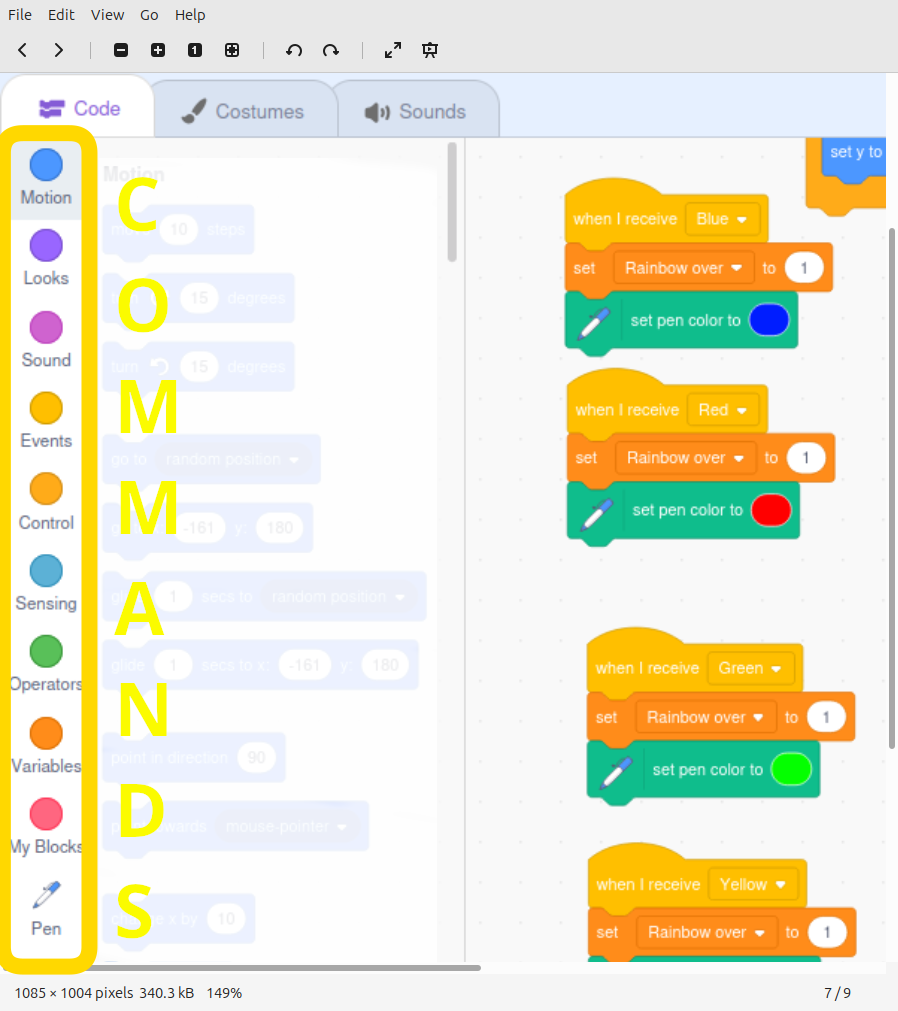 File Edit View Go Help
1
Code Costumes Sounds
Motion
Looks
Sound
Events
Control
Sensing
Operators
Variables
My Blocks
Pen
C
O
M
M
A
N
D
S
Motion
move 10 steps
turn 15 degrees
turn 15 degrees
go to random position
-161 y: 180
glide 1 secs to random position
glide 1 secs to x: -161 y: 180
point in direction 90
point towards mouse-pointer
change x by 10
set y to
when I receive Blue
set Rainbow over to 1
set pen color to
when I receive Red
set Rainbow over to 1
set pen color to
when I receive Green
set Rainbow over to 1
set pen color to
when I receive Yellow
set Rainbow over to 1
1085 × 1004 pixels 340.3 kB 149% 7 / 9